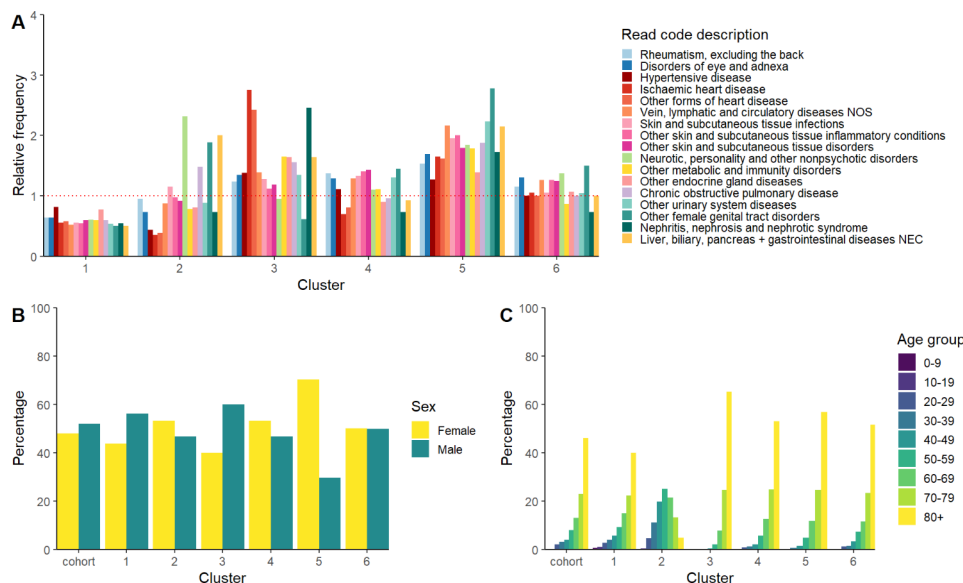 A
4
3
2
1
0
Relative frequency
1 2 3 4 5 6
Cluster
Read code description
Rheumatism, excluding the back
Disorders of eye and adnexa
Hypertensive disease
Ischaemic heart disease
Other forms of heart disease
Vein, lymphatic and circulatory diseases NOS
Skin and subcutaneous tissue infections
Other skin and subcutaneous tissue inflammatory conditions
Other skin and subcutaneous tissue disorders
Neurotic, personality and other nonpsychotic disorders
Other metabolic and immunity disorders
Other endocrine gland diseases
Chronic obstructive pulmonary disease
Other urinary system diseases
Other female genital tract disorders
Nephritis, nephrosis and nephrotic syndrome
Liver, biliary, pancreas + gastrointestinal diseases NEC
B
100
80
60
40
20
0
Percentage
cohort 1 2 3 4 5 6
Cluster
Sex
Female
Male
C
100
80
60
40
20
0
Percentage
cohort 1 2 3 4 5 6
Cluster
Age group
0-9
10-19
20-29
30-39
40-49
50-59
60-69
70-79
80+